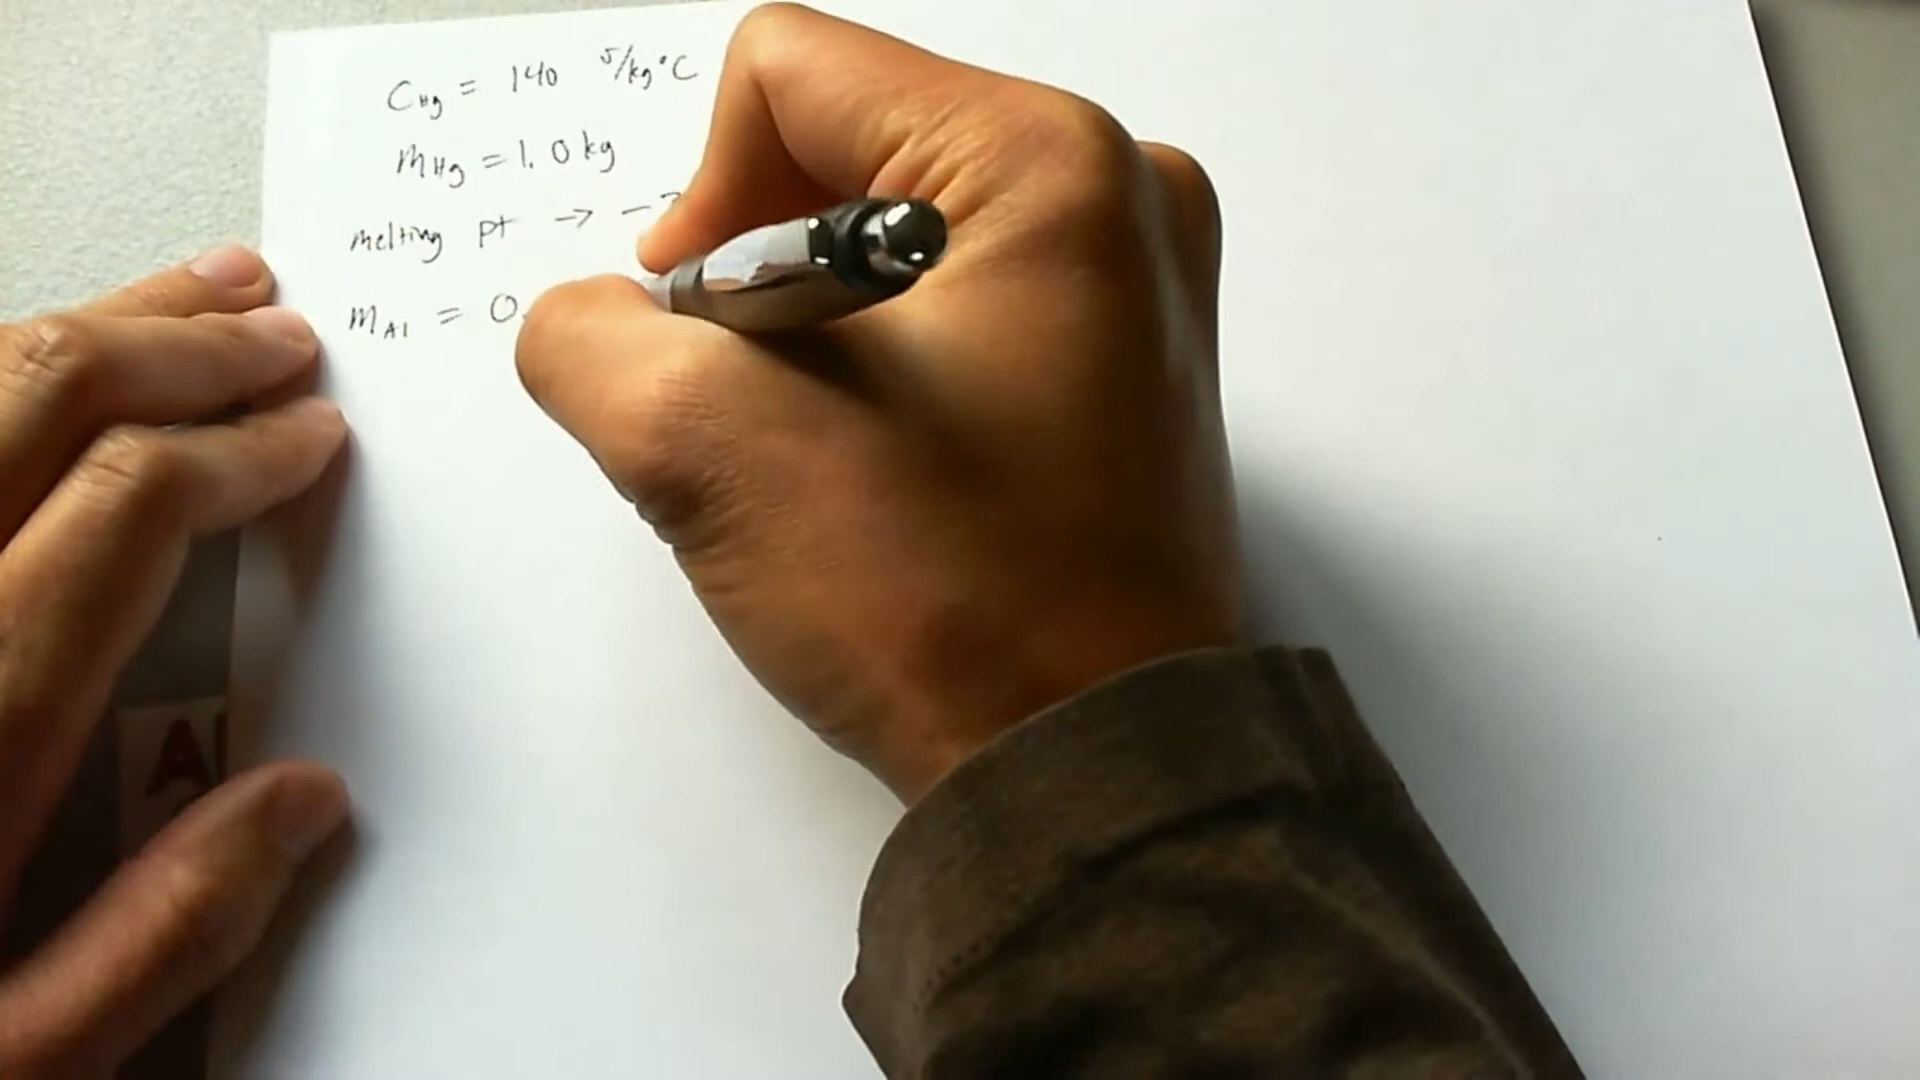 C_Hg = 140 J/kg°C
m_Hg = 1.0 kg
melting pt → -
m_Al = 0.
A